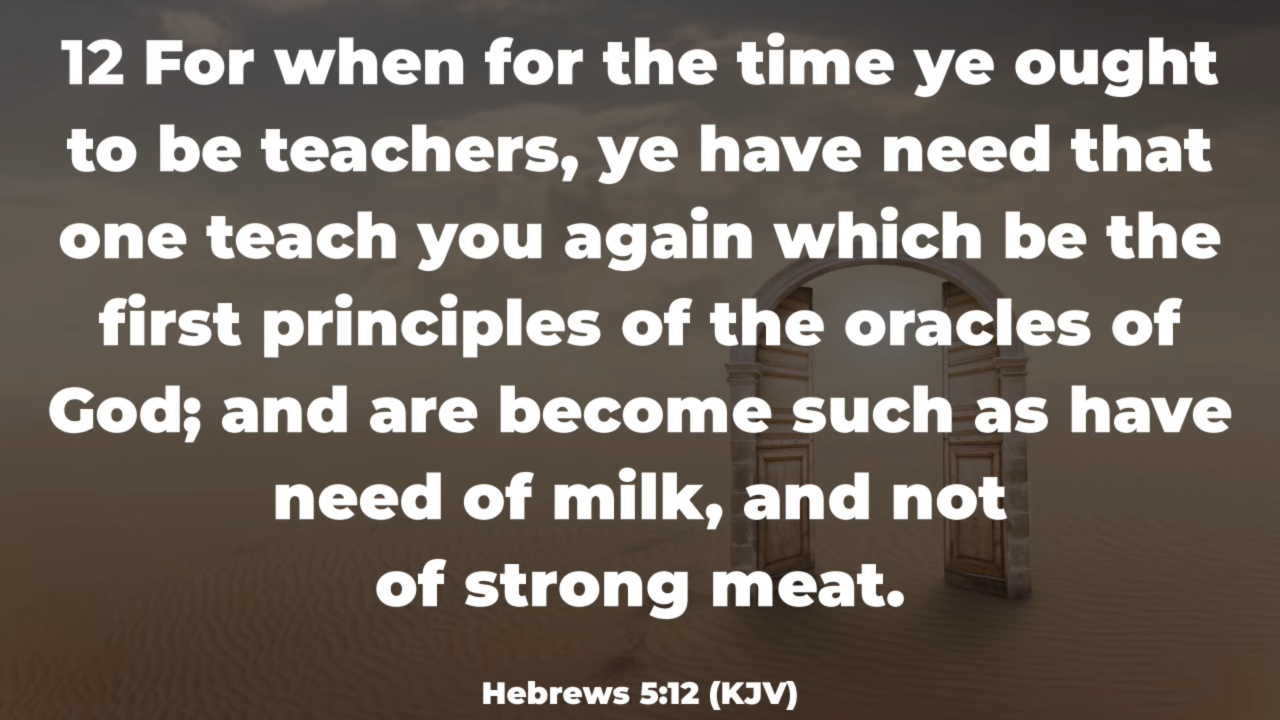 12 For when for the time ye ought
to be teachers, ye have need that
one teach you again which be the
first principles of the oracles of
God; and are become such as have
need of milk, and not
of strong meat.
Hebrews 5:12 (KJV)